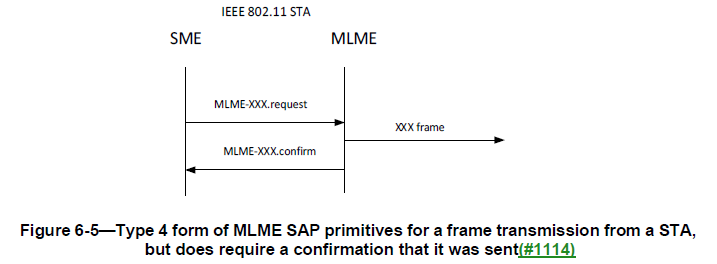 IEEE 802.11 STA
SME
MLME
MLME-XXX.request
XXX frame
MLME-XXX.confirm
Figure 6-5—Type 4 form of MLME SAP primitives for a frame transmission from a STA,
but does require a confirmation that it was sent(#1114)